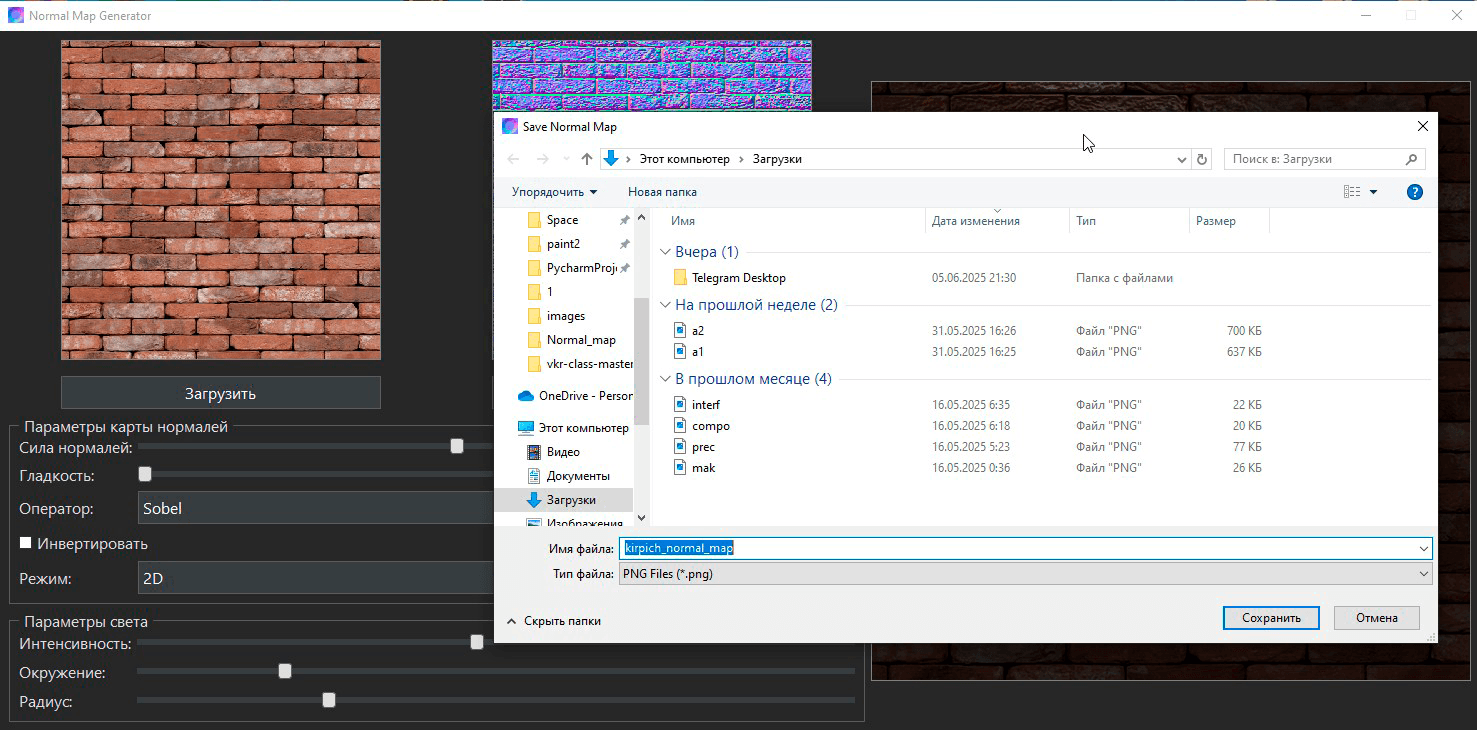 Normal Map Generator
Save Normal Map
Этот компьютер › Загрузки
Поиск в: Загрузки
Упорядочить
Новая папка
Space
paint2
PycharmProj
1
images
Normal_map
vkr-class-master
OneDrive - Person
Этот компьютер
Видео
Документы
Загрузки
Изображения
Имя
Дата изменения
Тип
Размер
Вчера (1)
Telegram Desktop 05.06.2025 21:30 Папка с файлами
На прошлой неделе (2)
a2 31.05.2025 16:26 Файл "PNG" 700 КБ
a1 31.05.2025 16:25 Файл "PNG" 637 КБ
В прошлом месяце (4)
interf 16.05.2025 6:35 Файл "PNG" 22 КБ
compo 16.05.2025 6:18 Файл "PNG" 20 КБ
prec 16.05.2025 5:23 Файл "PNG" 77 КБ
mak 16.05.2025 0:36 Файл "PNG" 26 КБ
Имя файла: kirpich_normal_map
Тип файла: PNG Files (*.png)
Скрыть папки
Сохранить
Отмена
Загрузить
Параметры карты нормалей
Сила нормалей:
Гладкость:
Оператор: Sobel
Инвертировать
Режим: 2D
Параметры света
Интенсивность:
Окружение:
Радиус: